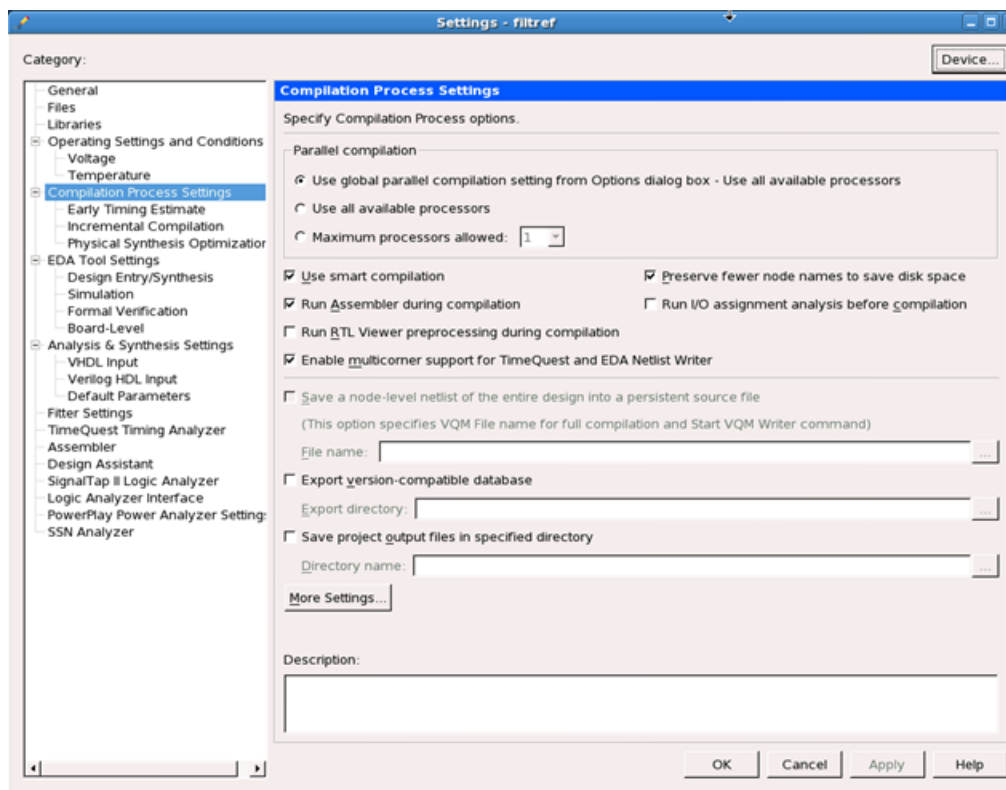 Settings - filtref
Category:
Device...
General
Files
Libraries
Operating Settings and Conditions
Voltage
Temperature
Compilation Process Settings
Early Timing Estimate
Incremental Compilation
Physical Synthesis Optimization
EDA Tool Settings
Design Entry/Synthesis
Simulation
Formal Verification
Board-Level
Analysis & Synthesis Settings
VHDL Input
Verilog HDL Input
Default Parameters
Fitter Settings
TimeQuest Timing Analyzer
Assembler
Design Assistant
SignalTap II Logic Analyzer
Logic Analyzer Interface
PowerPlay Power Analyzer Setting
SSN Analyzer
Compilation Process Settings
Specify Compilation Process options.
Parallel compilation
Use global parallel compilation setting from Options dialog box - Use all available processors
Use all available processors
Maximum processors allowed: 1
Use smart compilation
Preserve fewer node names to save disk space
Run Assembler during compilation
Run I/O assignment analysis before compilation
Run RTL Viewer preprocessing during compilation
Enable multicorner support for TimeQuest and EDA Netlist Writer
Save a node-level netlist of the entire design into a persistent source file
(This option specifies VQM File name for full compilation and Start VQM Writer command)
File name: ...
Export version-compatible database
Export directory: ...
Save project output files in specified directory
Directory name: ...
More Settings...
Description:
OK Cancel Apply Help